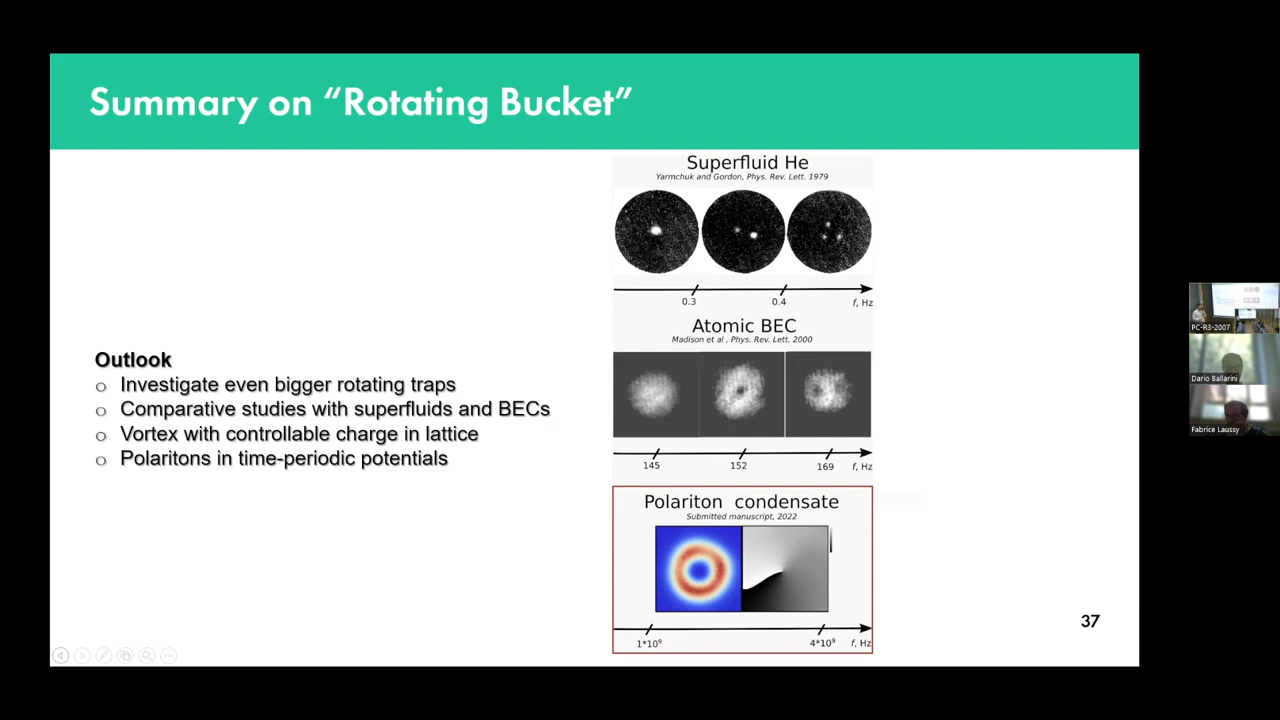 Summary on “Rotating Bucket”
Superfluid He
Yarmchuk and Gordon, Phys. Rev. Lett. 1979
0.3
0.4
f, Hz
Atomic BEC
Madison et al , Phys. Rev. Lett. 2000
145
152
169
f, Hz
Polariton condensate
Submitted manuscript, 2022
1*10⁹
4*10⁹
f, Hz
Outlook
o Investigate even bigger rotating traps
o Comparative studies with superfluids and BECs
o Vortex with controllable charge in lattice
o Polaritons in time-periodic potentials
37
PC-R3-2007
Dario Ballarini
Fabrice Laussy